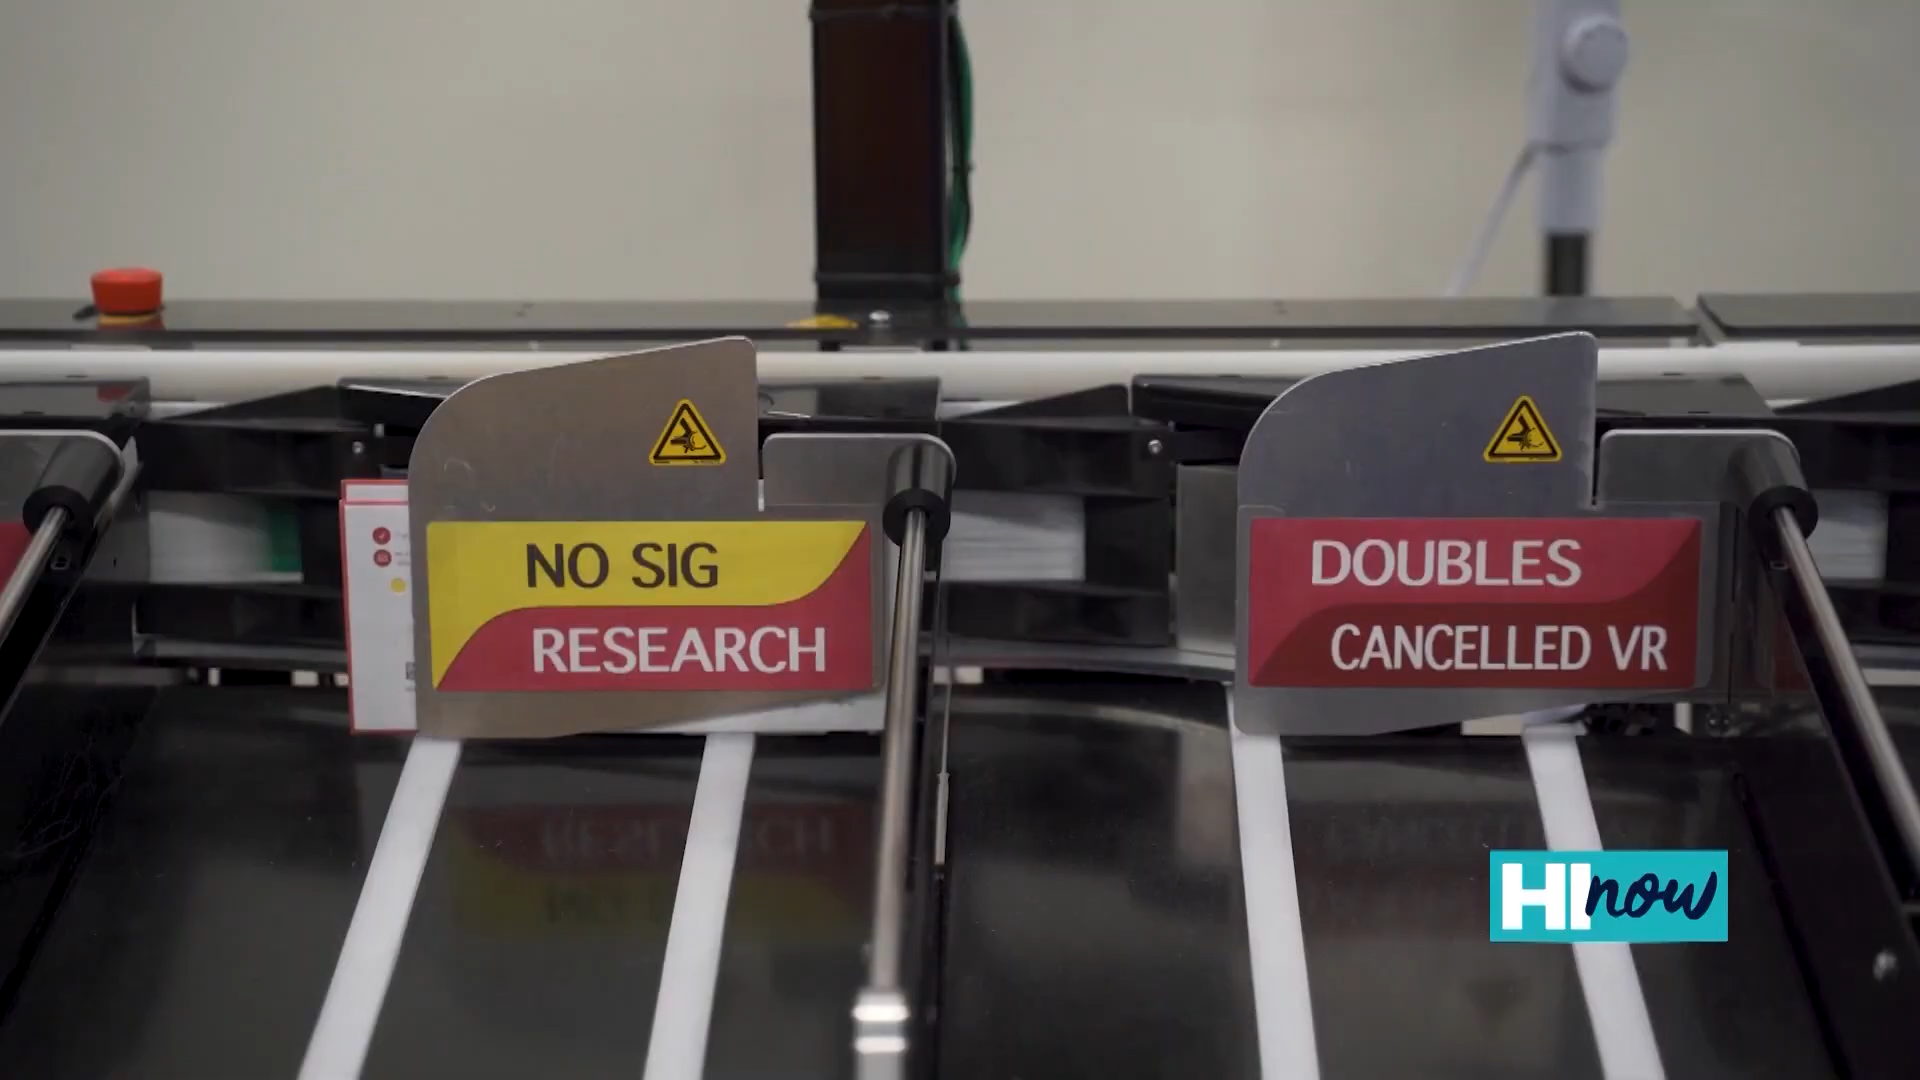 NO SIG
RESEARCH
DOUBLES
CANCELLED VR
HI now